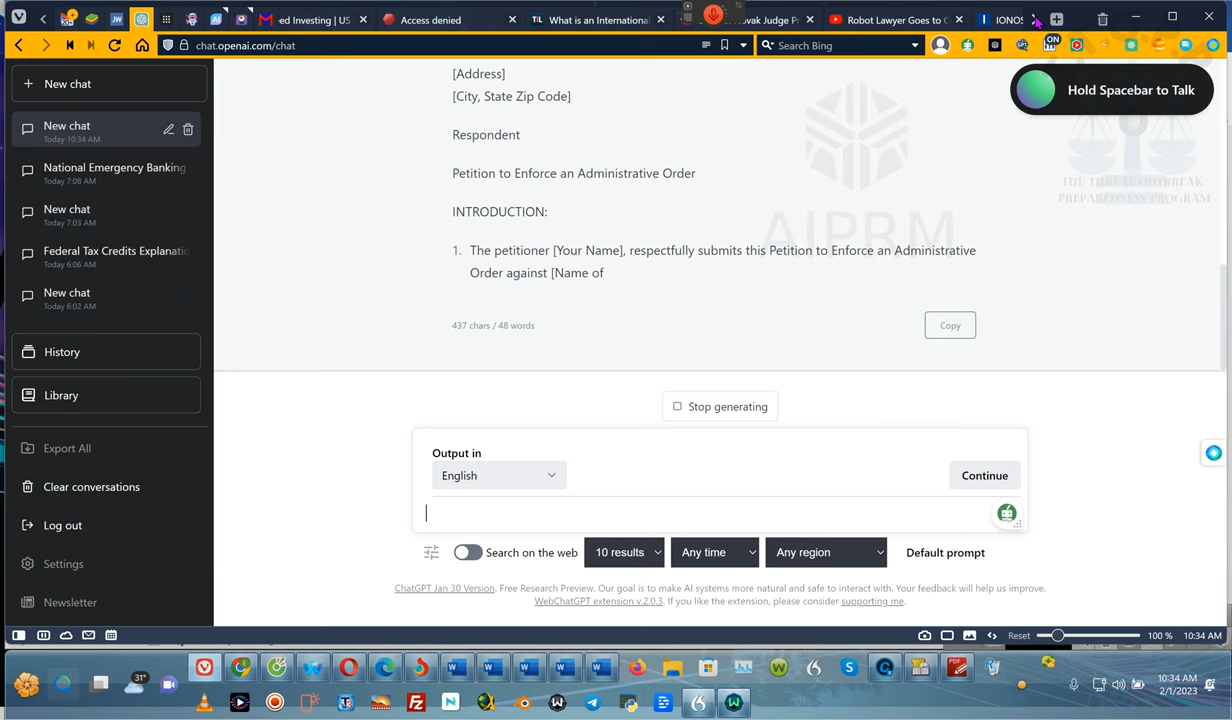 ed Investing | US
Access denied
What is an Internation
ovak Judge P
Robot Lawyer Goes to C
IONOS
chat.openai.com/chat
Search Bing
ON
New chat
New chat
Today 10:34 AM
National Emergency Banking
Today 7:08 AM
New chat
Today 7:03 AM
Federal Tax Credits Explanatio
Today 6:06 AM
New chat
Today 6:02 AM
History
Library
Export All
Clear conversations
Log out
Settings
Newsletter
[Address]
[City, State Zip Code]
Respondent
Petition to Enforce an Administrative Order
INTRODUCTION:
1. The petitioner [Your Name], respectfully submits this Petition to Enforce an Administrative
Order against [Name of
437 chars / 48 words
Copy
AIPRM
Hold Spacebar to Talk
THE THREAT OUTBREAK
PREPAREDNESS PROGRAM
Stop generating
Output in
English
Continue
Search on the web
10 results
Any time
Any region
Default prompt
ChatGPT Jan 30 Version. Free Research Preview. Our goal is to make AI systems more natural and safe to interact with. Your feedback will help us improve.
WebChatGPT extension v.2.0.3. If you like the extension, please consider supporting me.
Reset
100 %
10:34 AM
31°
10:34 AM
2/1/2023